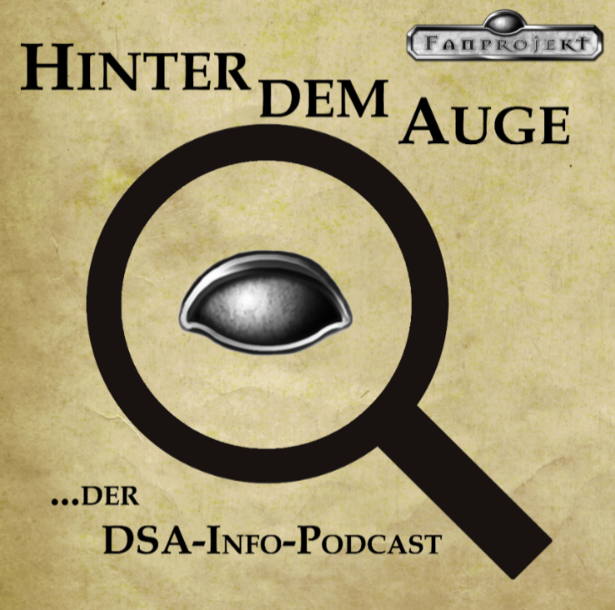 FANPROJEKT
HINTER DEM AUGE
...DER
DSA-INFO-PODCAST